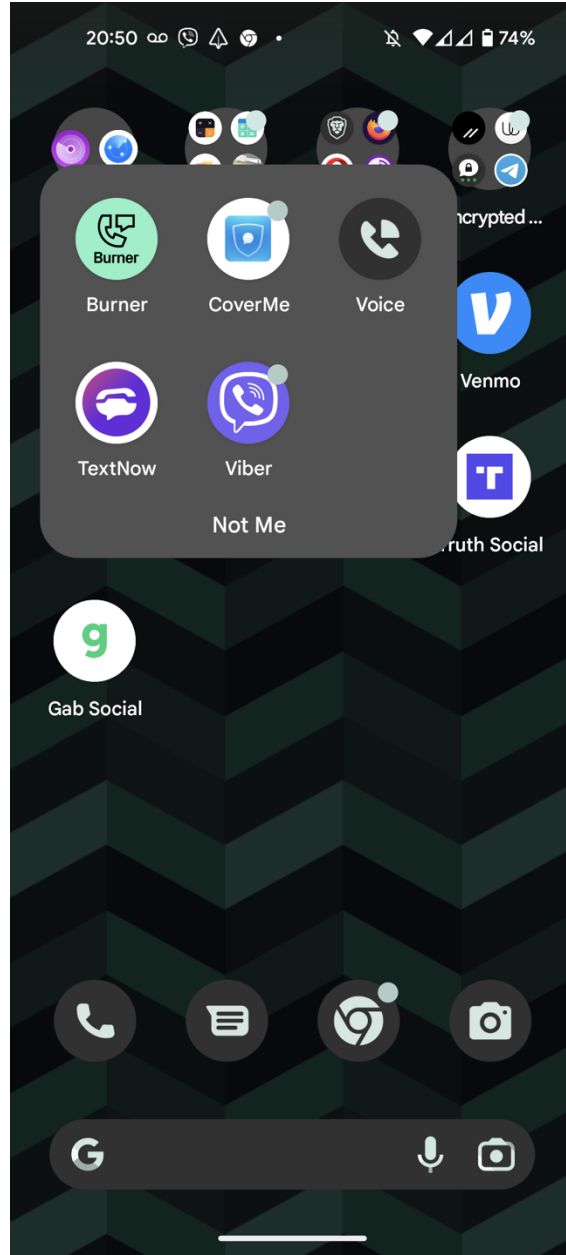 20:50
74%
ncrypted ...
Burner
Burner
CoverMe
Voice
Venmo
TextNow
Viber
Not Me
ruth Social
g
Gab Social
G